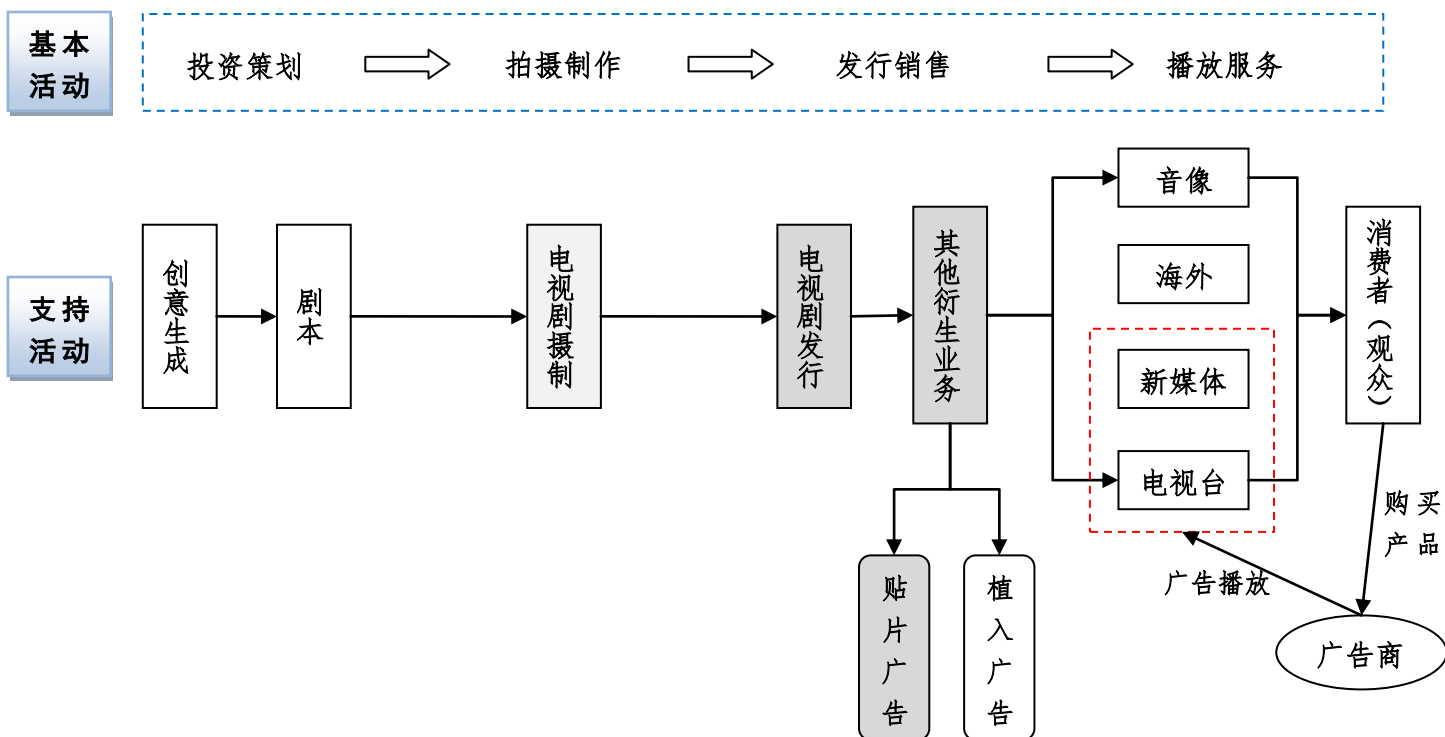 基本
活动
投资策划
拍摄制作
发行销售
播放服务
支持
活动
创意生成
剧本
电视剧摄制
电视剧发行
其他衍生业务
音像
海外
新媒体
电视台
消费者（观众）
购买
产品
广告播放
广告商
贴片广告
植入广告